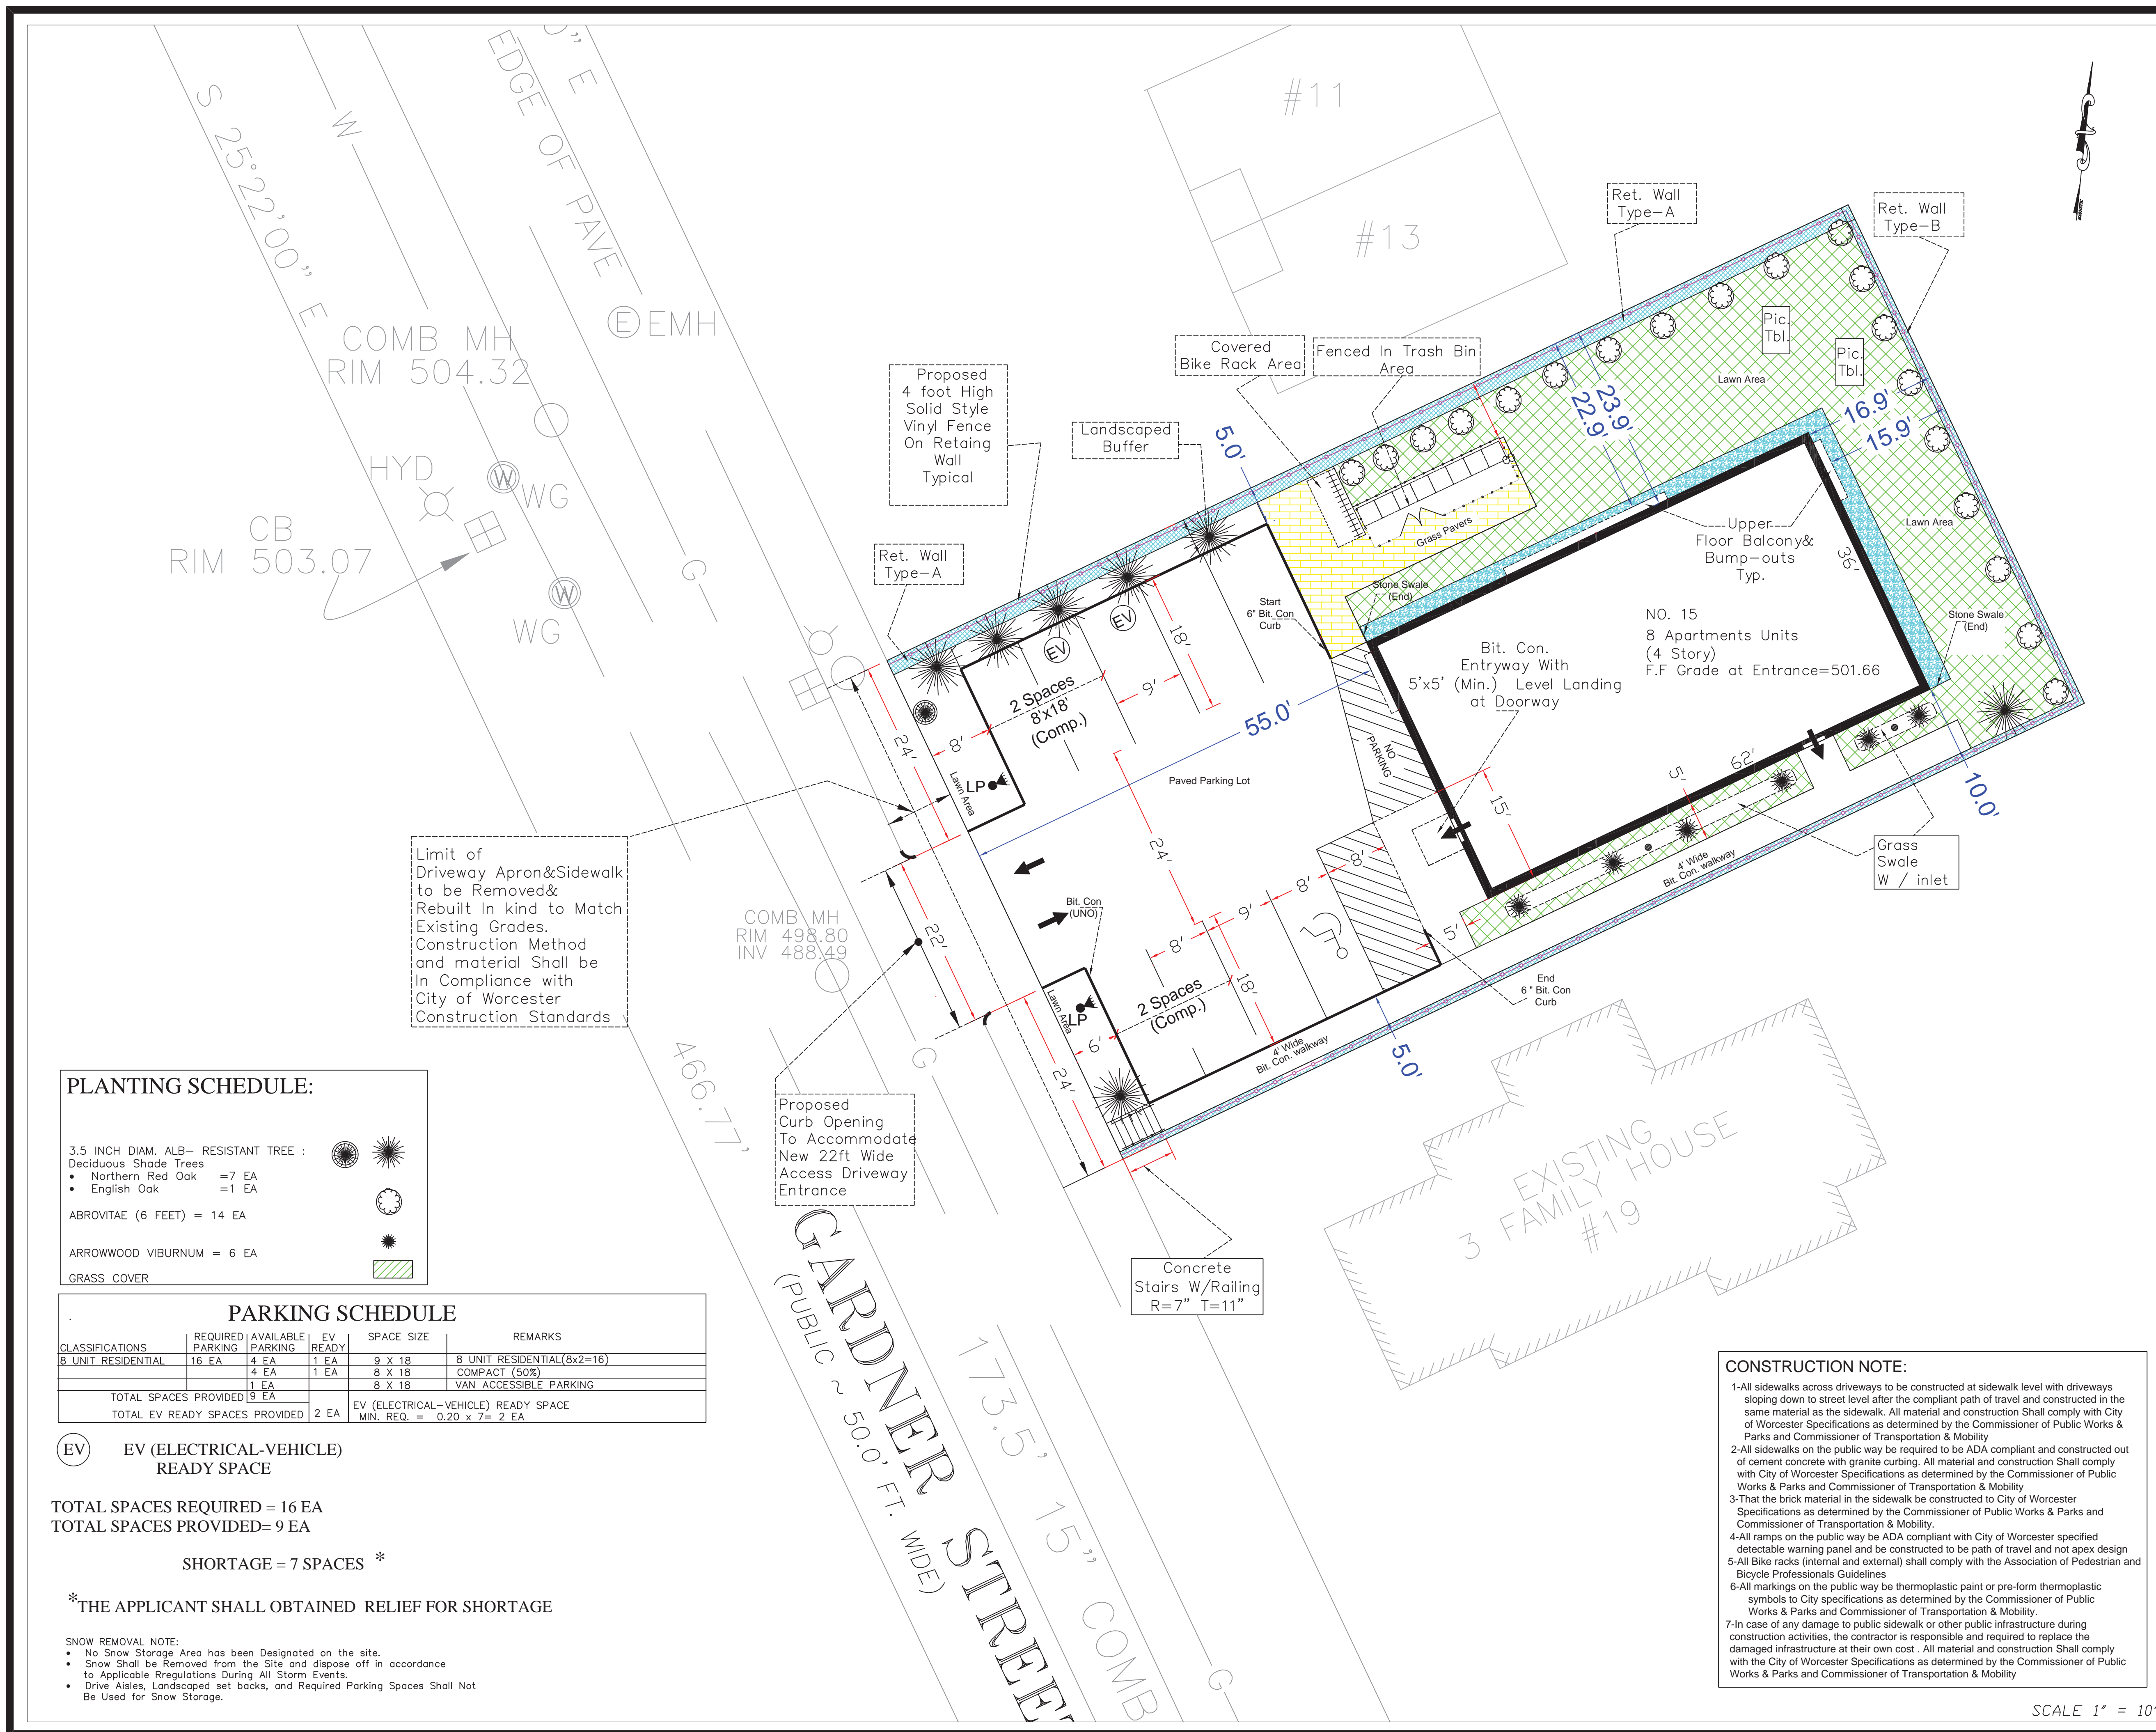 #11
#13
S 25°22'00" E
W
" E
EDGE OF PAVE
E EMH
COMB MH
RIM 504.32
HYD
W
WG
CB
RIM 503.07
W
WG
G
Ret. Wall
Type-A
Ret. Wall
Type-B
Covered
Bike Rack Area
Fenced In Trash Bin
Area
Proposed
4 foot High
Solid Style
Vinyl Fence
On Retaing
Wall
Typical
Landscaped
Buffer
Ret. Wall
Type-A
5.0'
22.9'
23.9'
16.9'
15.9'
Pic.
Tbl.
Pic.
Tbl.
Lawn Area
Lawn Area
Grass Pavers
Upper
Floor Balcony&
Bump-outs
Typ.
36'
Stone Swale
(End)
Stone Swale
(End)
Start
6" Bit. Con
Curb
NO. 15
8 Apartments Units
(4 Story)
F.F Grade at Entrance=501.66
Bit. Con.
Entryway With
5'x5' (Min.) Level Landing
at Doorway
EV
EV
2 Spaces
8'x18'
(Comp.)
18'
9'
55.0'
8'
24'
LP
Lawn Area
Paved Parking Lot
NO
PARKING
15'
5'
62'
10.0'
4' Wide
Bit. Con. walkway
Grass
Swale
W / inlet
24'
8'
8'
9'
8'
18'
5'
Bit. Con
(UNO)
22'
Lawn Area
LP
6'
2 Spaces
(Comp.)
4' Wide
Bit. Con. walkway
5.0'
24'
End
6 " Bit. Con
Curb
Limit of
Driveway Apron&Sidewalk
to be Removed&
Rebuilt In kind to Match
Existing Grades.
Construction Method
and material Shall be
In Compliance with
City of Worcester
Construction Standards
COMB MH
RIM 498.80
INV 488.49
G
466.77'
Proposed
Curb Opening
To Accommodate
New 22ft Wide
Access Driveway
Entrance
Concrete
Stairs W/Railing
R=7" T=11"
EXISTING
3 FAMILY HOUSE
#19
GARDNER STREET
(PUBLIC ~ 50.0' FT. WIDE)
173.5' 15" COMB
G
PLANTING SCHEDULE:
3.5 INCH DIAM. ALB- RESISTANT TREE :
Deciduous Shade Trees
• Northern Red Oak =7 EA
• English Oak =1 EA
ABROVITAE (6 FEET) = 14 EA
ARROWWOOD VIBURNUM = 6 EA
GRASS COVER
PARKING SCHEDULE
CLASSIFICATIONS REQUIRED PARKING AVAILABLE PARKING EV READY SPACE SIZE REMARKS
8 UNIT RESIDENTIAL 16 EA 4 EA 1 EA 9 X 18 8 UNIT RESIDENTIAL(8x2=16)
4 EA 1 EA 8 X 18 COMPACT (50%)
1 EA 8 X 18 VAN ACCESSIBLE PARKING
TOTAL SPACES PROVIDED 9 EA
TOTAL EV READY SPACES PROVIDED 2 EA EV (ELECTRICAL-VEHICLE) READY SPACE
MIN. REQ. = 0.20 x 7= 2 EA
EV EV (ELECTRICAL-VEHICLE)
READY SPACE
TOTAL SPACES REQUIRED = 16 EA
TOTAL SPACES PROVIDED= 9 EA
SHORTAGE = 7 SPACES *
*THE APPLICANT SHALL OBTAINED RELIEF FOR SHORTAGE
SNOW REMOVAL NOTE:
• No Snow Storage Area has been Designated on the site.
• Snow Shall be Removed from the Site and dispose off in accordance
to Applicable Rregulations During All Storm Events.
• Drive Aisles, Landscaped set backs, and Required Parking Spaces Shall Not
Be Used for Snow Storage.
CONSTRUCTION NOTE:
1-All sidewalks across driveways to be constructed at sidewalk level with driveways
sloping down to street level after the compliant path of travel and constructed in the
same material as the sidewalk. All material and construction Shall comply with City
of Worcester Specifications as determined by the Commissioner of Public Works &
Parks and Commissioner of Transportation & Mobility
2-All sidewalks on the public way be required to be ADA compliant and constructed out
of cement concrete with granite curbing. All material and construction Shall comply
with City of Worcester Specifications as determined by the Commissioner of Public
Works & Parks and Commissioner of Transportation & Mobility
3-That the brick material in the sidewalk be constructed to City of Worcester
Specifications as determined by the Commissioner of Public Works & Parks and
Commissioner of Transportation & Mobility.
4-All ramps on the public way be ADA compliant with City of Worcester specified
detectable warning panel and be constructed to be path of travel and not apex design
5-All Bike racks (internal and external) shall comply with the Association of Pedestrian and
Bicycle Professionals Guidelines
6-All markings on the public way be thermoplastic paint or pre-form thermoplastic
symbols to City specifications as determined by the Commissioner of Public
Works & Parks and Commissioner of Transportation & Mobility.
7-In case of any damage to public sidewalk or other public infrastructure during
construction activities, the contractor is responsible and required to replace the
damaged infrastructure at their own cost . All material and construction Shall comply
with the City of Worcester Specifications as determined by the Commissioner of Public
Works & Parks and Commissioner of Transportation & Mobility
SCALE 1" = 10'